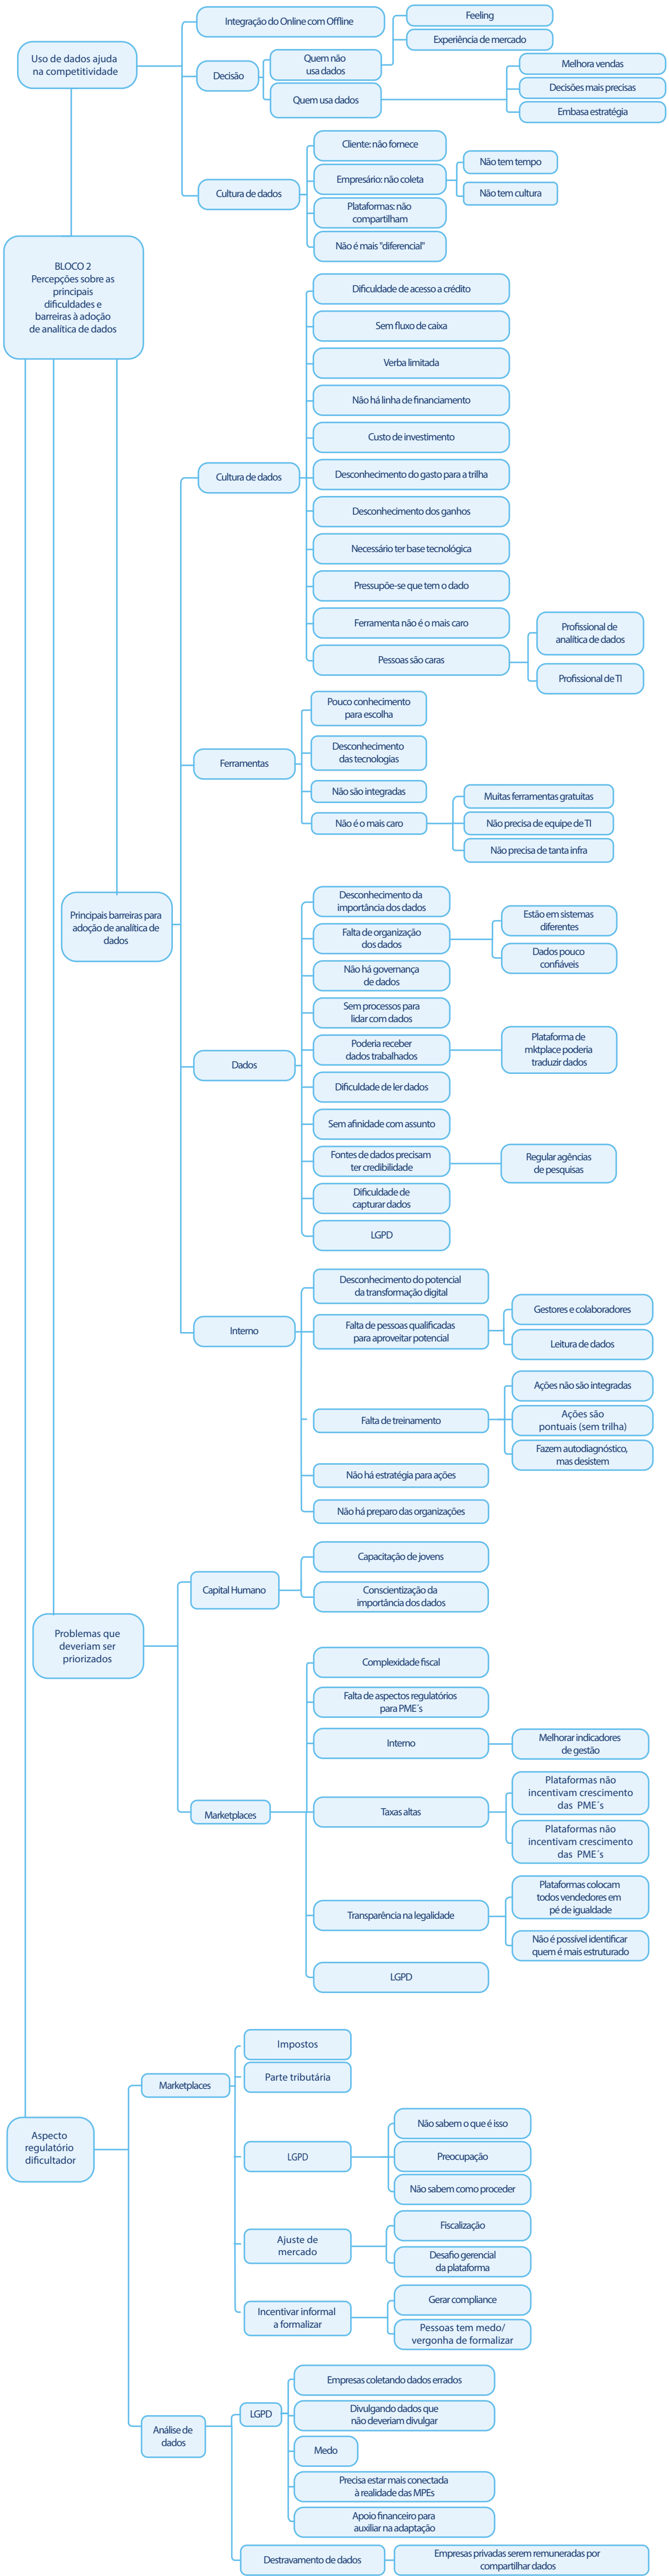 Feeling
Integração do Online com Offline
Experiência de mercado
Uso de dados ajuda
na competitividade
Quem não
usa dados
Melhora vendas
Decisão
Decisões mais precisas
Quem usa dados
Embasa estratégia
Cliente: não fornece
Não tem tempo
Empresário: não coleta
Cultura de dados
Não tem cultura
Plataformas: não
compartilham
Não é mais "diferencial"
BLOCO 2
Percepções sobre as
principais
dificuldades e
barreiras à adoção
de analítica de dados
Dificuldade de acesso a crédito
Sem fluxo de caixa
Verba limitada
Não há linha de financiamento
Custo de investimento
Cultura de dados
Desconhecimento do gasto para a trilha
Desconhecimento dos ganhos
Necessário ter base tecnológica
Pressupõe-se que tem o dado
Ferramenta não é o mais caro
Pessoas são caras
Profissional de
analítica de dados
Profissional de TI
Pouco conhecimento
para escolha
Desconhecimento
das tecnologias
Ferramentas
Não são integradas
Não é o mais caro
Muitas ferramentas gratuitas
Não precisa de equipe de TI
Não precisa de tanta infra
Principais barreiras para
adoção de analítica de
dados
Desconhecimento da
importância dos dados
Falta de organização
dos dados
Estão em sistemas
diferentes
Dados pouco
confiáveis
Não há governança
de dados
Sem processos para
lidar com dados
Poderia receber
dados trabalhados
Plataforma de
mktplace poderia
traduzir dados
Dados
Dificuldade de ler dados
Sem afinidade com assunto
Fontes de dados precisam
ter credibilidade
Regular agências
de pesquisas
Dificuldade de
capturar dados
LGPD
Desconhecimento do potencial
da transformação digital
Interno
Falta de pessoas qualificadas
para aproveitar potencial
Gestores e colaboradores
Leitura de dados
Falta de treinamento
Ações não são integradas
Ações são
pontuais (sem trilha)
Fazem autodiagnóstico,
mas desistem
Não há estratégia para ações
Não há preparo das organizações
Capital Humano
Capacitação de jovens
Conscientização da
importância dos dados
Problemas que
deveriam ser
priorizados
Complexidade fiscal
Falta de aspectos regulatórios
para PME´s
Interno
Melhorar indicadores
de gestão
Marketplaces
Taxas altas
Plataformas não
incentivam crescimento
das PME´s
Plataformas não
incentivam crescimento
das PME´s
Transparência na legalidade
Plataformas colocam
todos vendedores em
pé de igualdade
Não é possível identificar
quem é mais estruturado
LGPD
Impostos
Marketplaces
Parte tributária
Aspecto
regulatório
dificultador
LGPD
Não sabem o que é isso
Preocupação
Não sabem como proceder
Ajuste de
mercado
Fiscalização
Desafio gerencial
da plataforma
Incentivar informal
a formalizar
Gerar compliance
Pessoas tem medo/
vergonha de formalizar
Análise de
dados
LGPD
Empresas coletando dados errados
Divulgando dados que
não deveriam divulgar
Medo
Precisa estar mais conectada
à realidade das MPEs
Apoio financeiro para
auxiliar na adaptação
Destravamento de dados
Empresas privadas serem remuneradas por
compartilhar dados